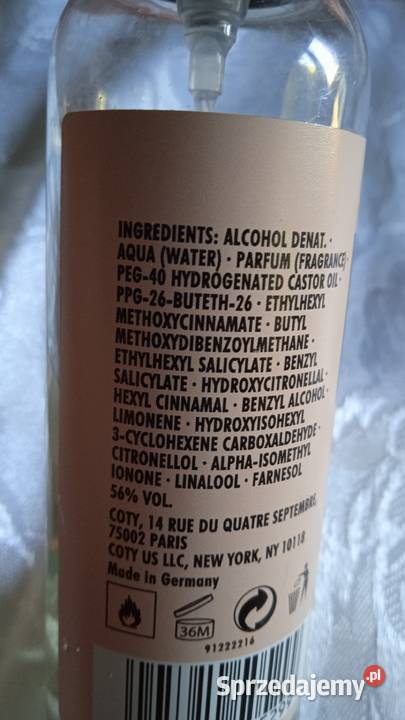 INGREDIENTS: ALCOHOL DENAT. ·
AQUA (WATER) · PARFUM (FRAGRANCE) ·
PEG-40 HYDROGENATED CASTOR OIL ·
PPG-26-BUTETH-26 · ETHYLHEXYL
METHOXYCINNAMATE · BUTYL
METHOXYDIBENZOYLMETHANE ·
ETHYLHEXYL SALICYLATE · BENZYL
SALICYLATE · HYDROXYCITRONELLAL ·
HEXYL CINNAMAL · BENZYL ALCOHOL ·
LIMONENE · HYDROXYISOHEXYL
3-CYCLOHEXENE CARBOXALDEHYDE ·
CITRONELLOL · ALPHA-ISOMETHYL
IONONE · LINALOOL · FARNESOL
56% VOL.
COTY, 14 RUE DU QUATRE SEPTEMBRE,
75002 PARIS
COTY US LLC, NEW YORK, NY 10118
Made in Germany
36M
91222216
Sprzedajemy.pl